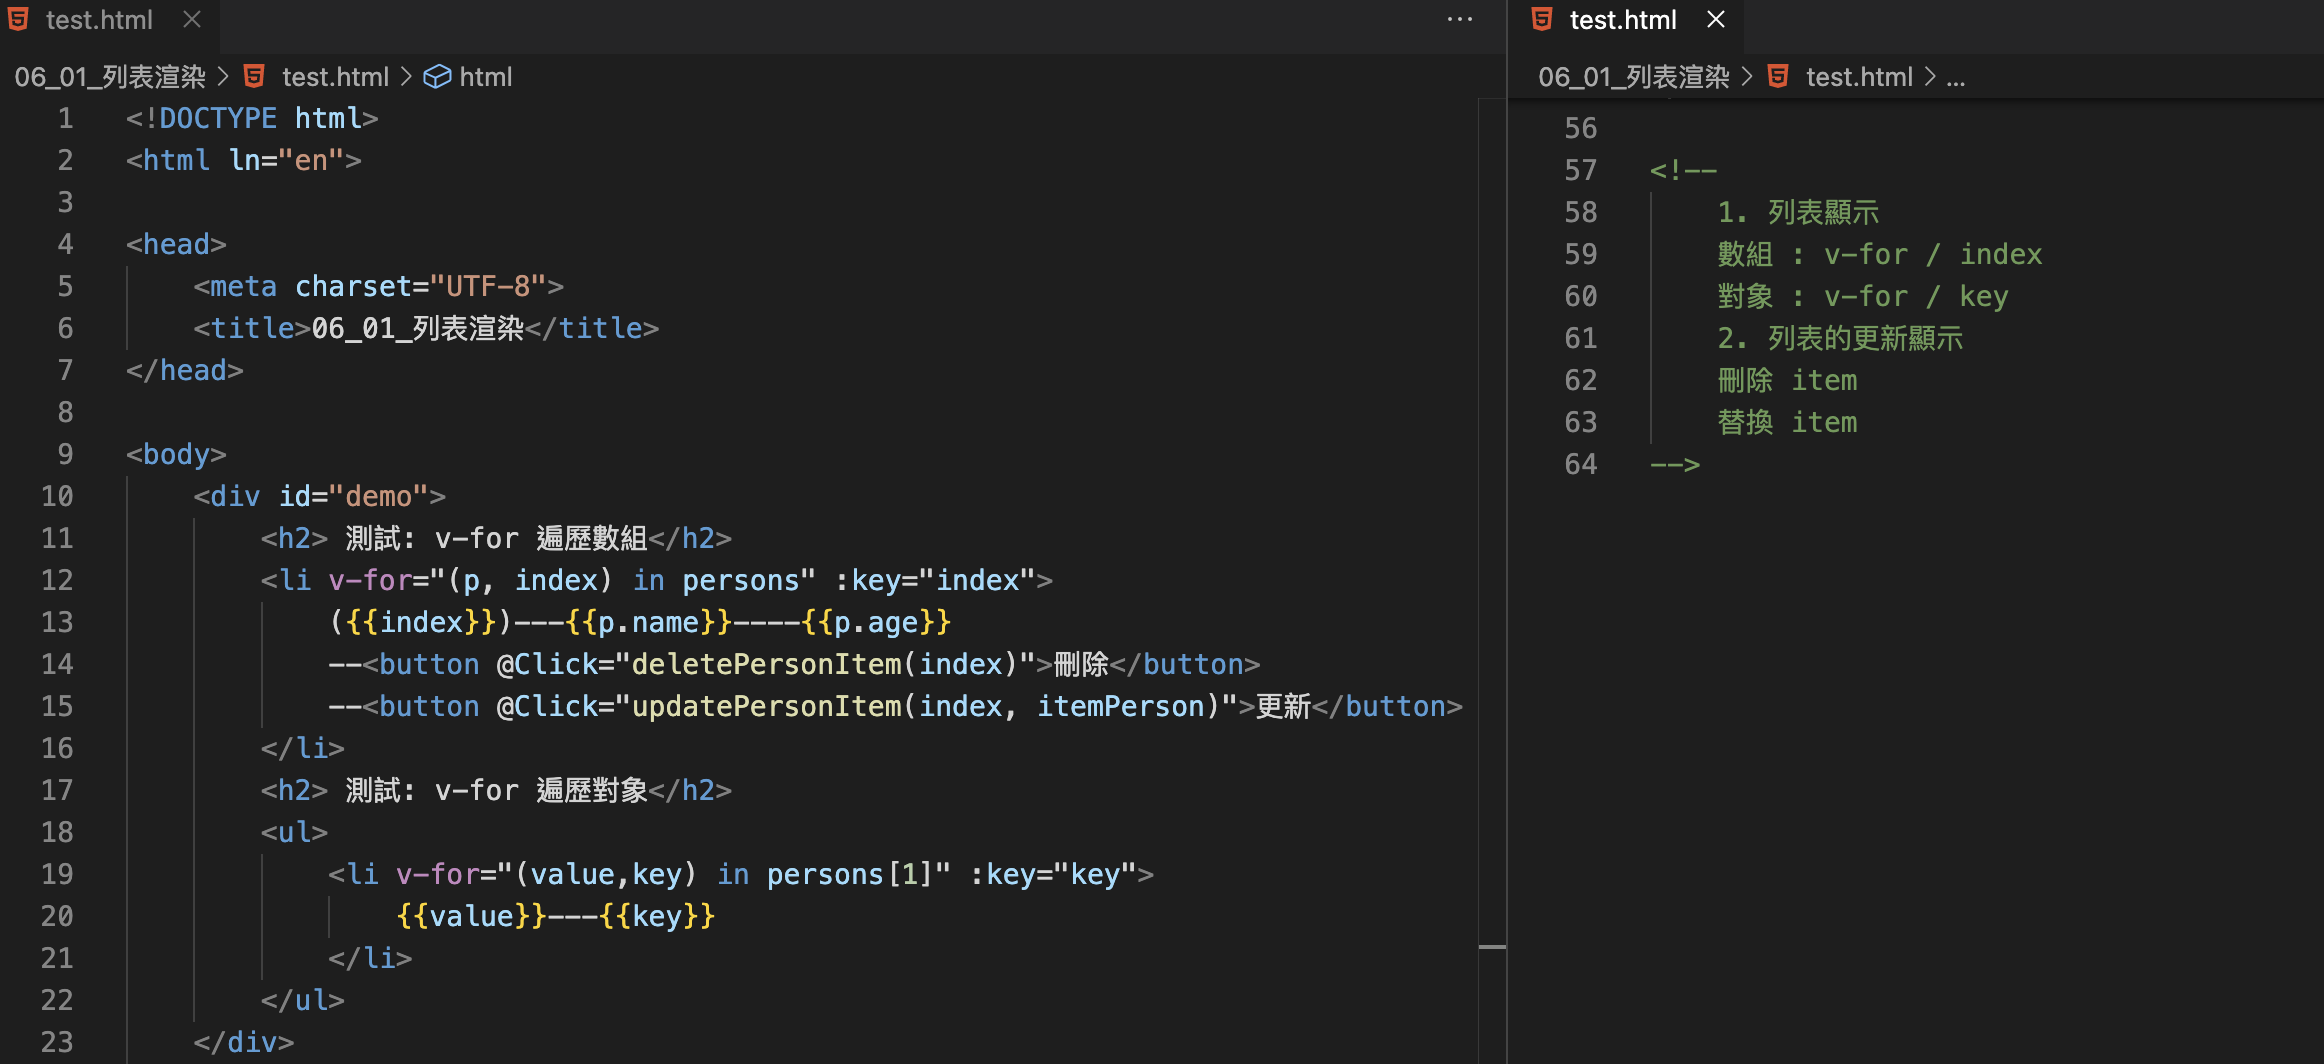 test.html
06_01_列表渲染 > test.html > html
1 <!DOCTYPE html>
2 <html ln="en">
3
4 <head>
5 <meta charset="UTF-8">
6 <title>06_01_列表渲染</title>
7 </head>
8
9 <body>
10 <div id="demo">
11 <h2> 測試: v-for 遍歷數組</h2>
12 <li v-for="(p, index) in persons" :key="index">
13 ({{index}})---{{p.name}}----{{p.age}}
14 --<button @Click="deletePersonItem(index)">刪除</button>
15 --<button @Click="updatePersonItem(index, itemPerson)">更新</button>
16 </li>
17 <h2> 測試: v-for 遍歷對象</h2>
18 <ul>
19 <li v-for="(value,key) in persons[1]" :key="key">
20 {{value}}---{{key}}
21 </li>
22 </ul>
23 </div>
test.html
06_01_列表渲染 > test.html > ...
56
57 <!--
58 1. 列表顯示
59 數組 : v-for / index
60 對象 : v-for / key
61 2. 列表的更新顯示
62 刪除 item
63 替換 item
64 -->